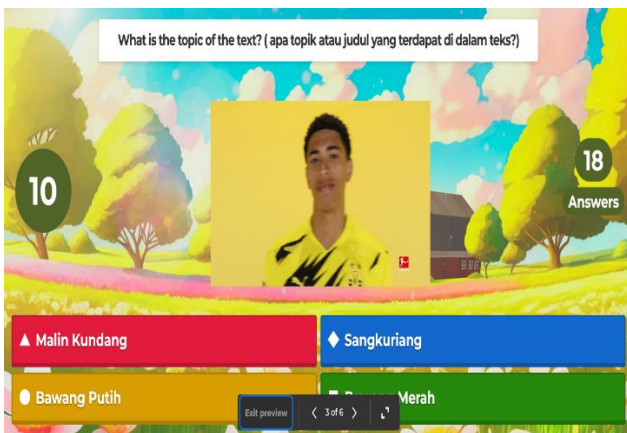 What is the topic of the text? ( apa topik atau judul yang terdapat di dalam teks?)
10
18
Answers
Malin Kundang
Sangkuriang
Bawang Putih
Merah
Exit preview
3 of 6